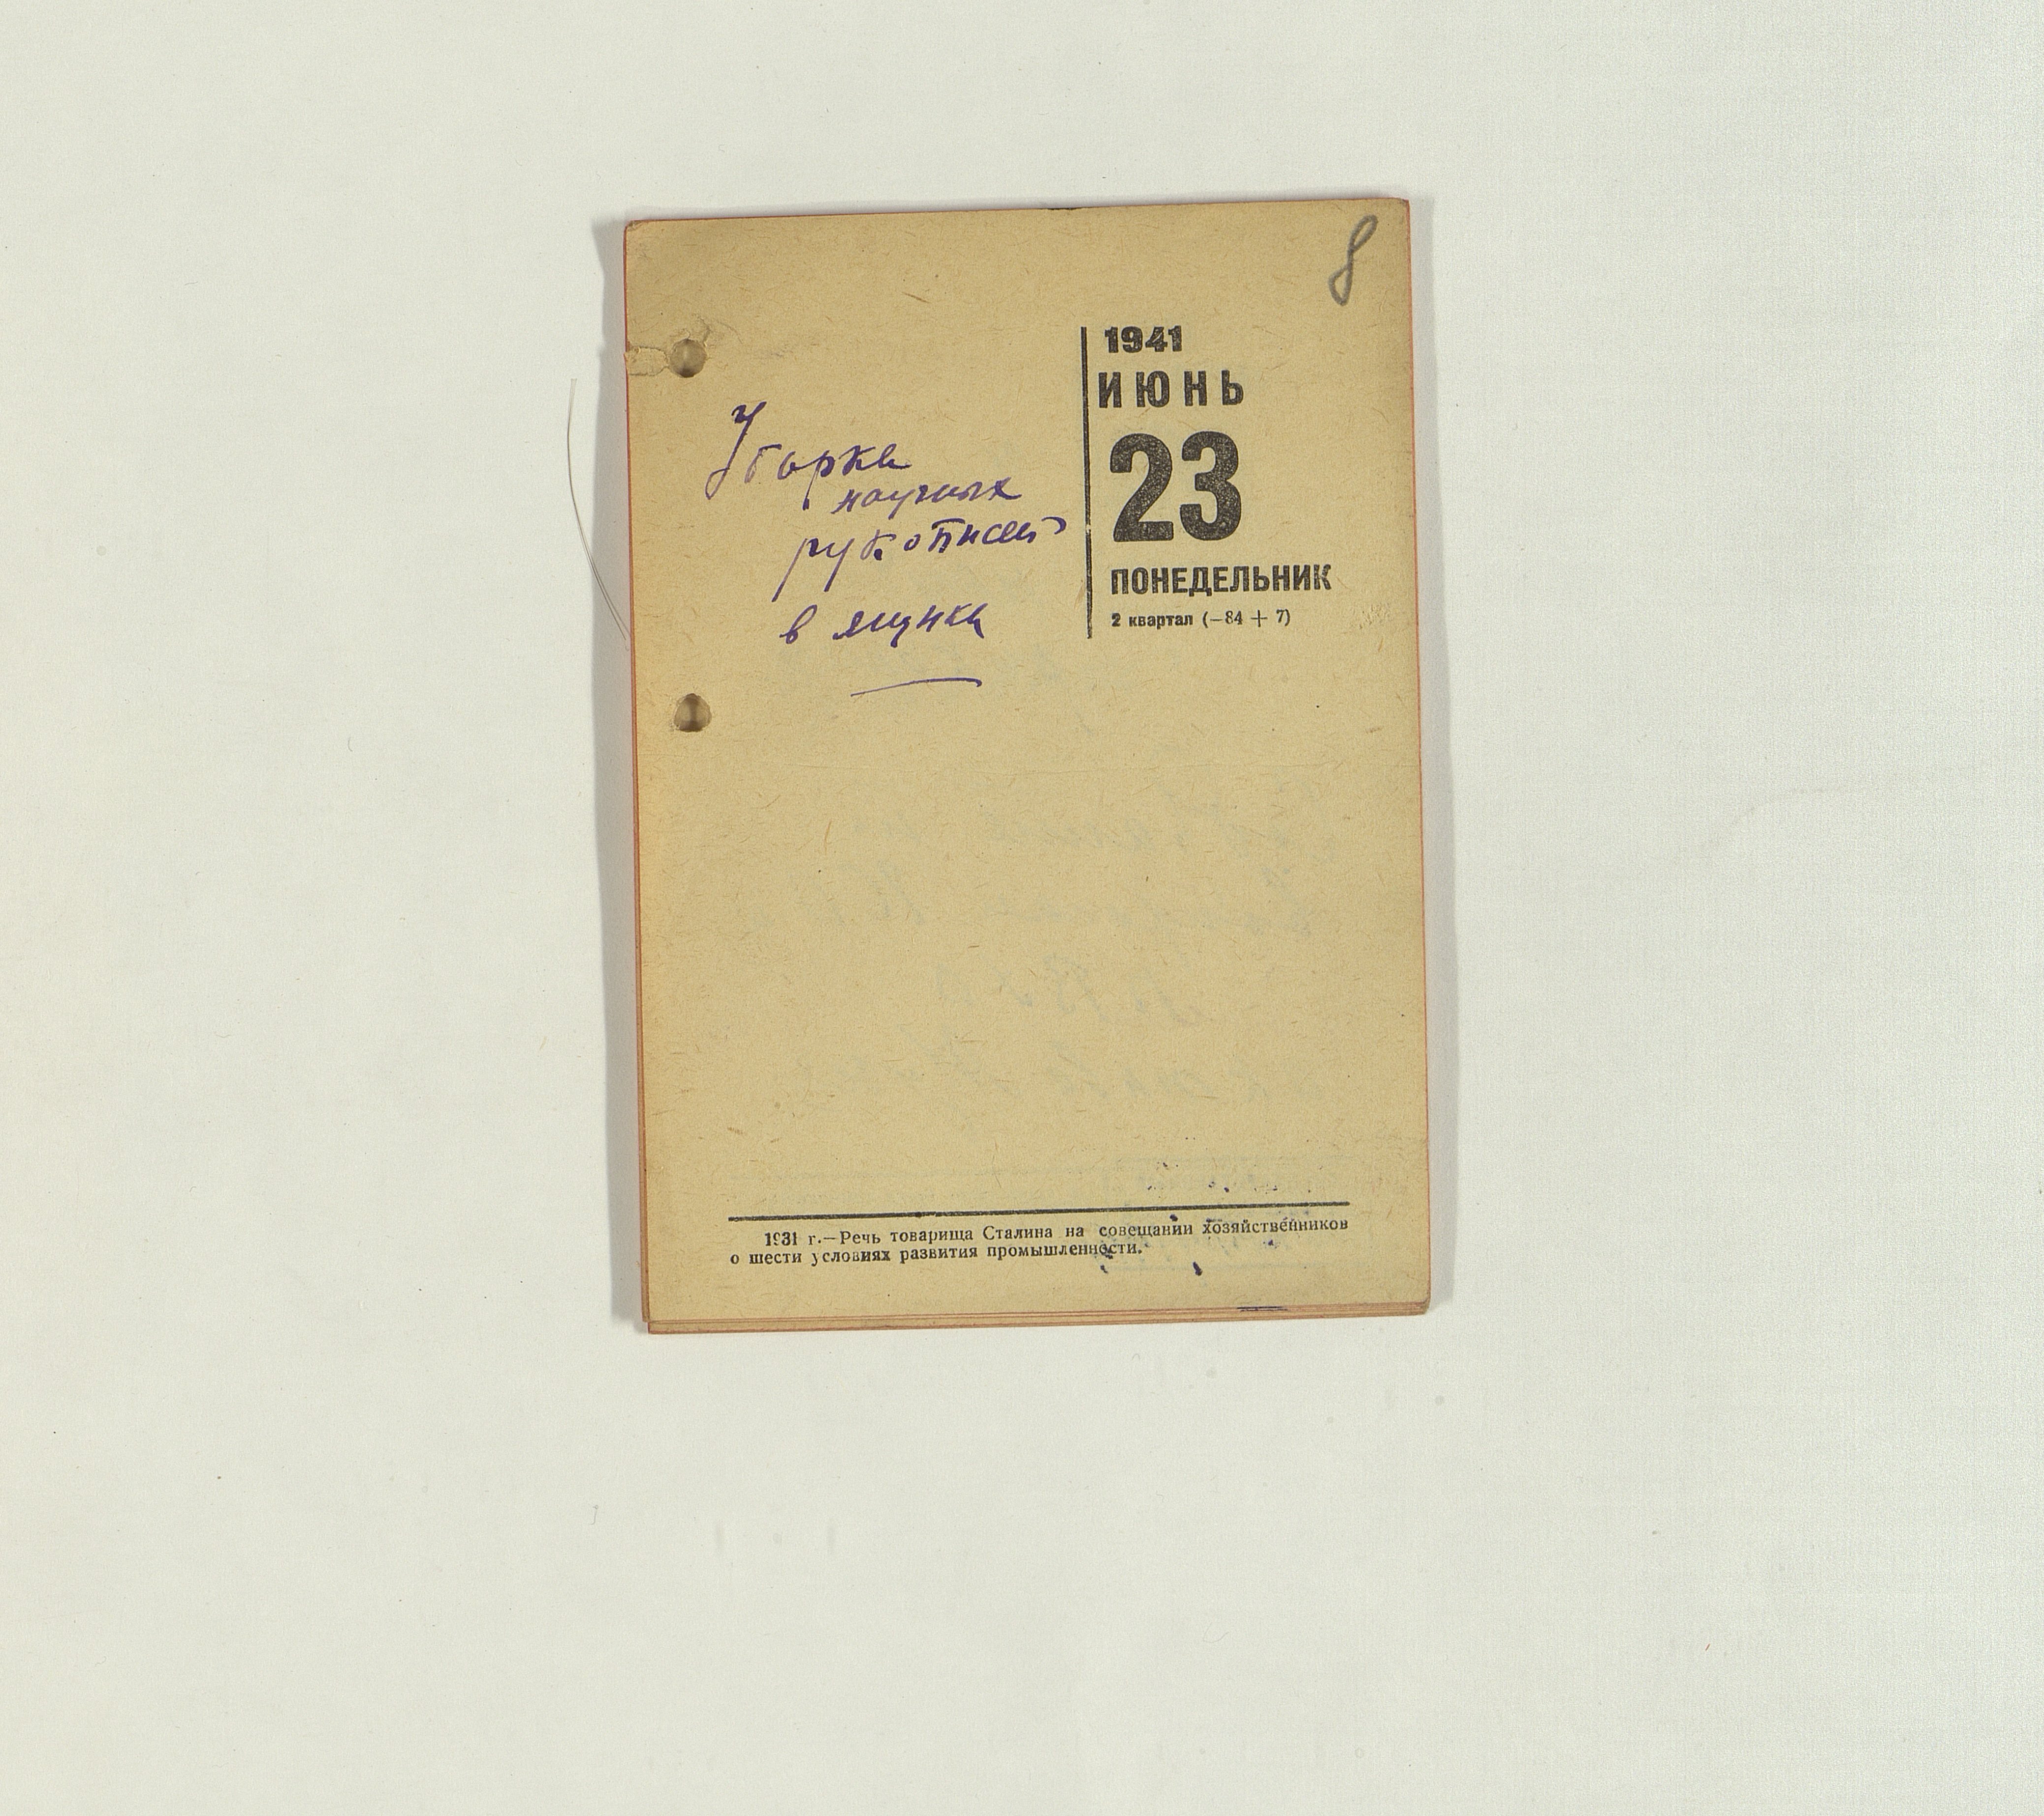 8
1941
ИЮНЬ
23
ПОНЕДЕЛЬНИК
2 квартал (—84 + 7)
Уборка
научных
рукописей
в ящики
1931 г.—Речь товарища Сталина на совещании хозяйственников
о шести условиях развития промышленности.